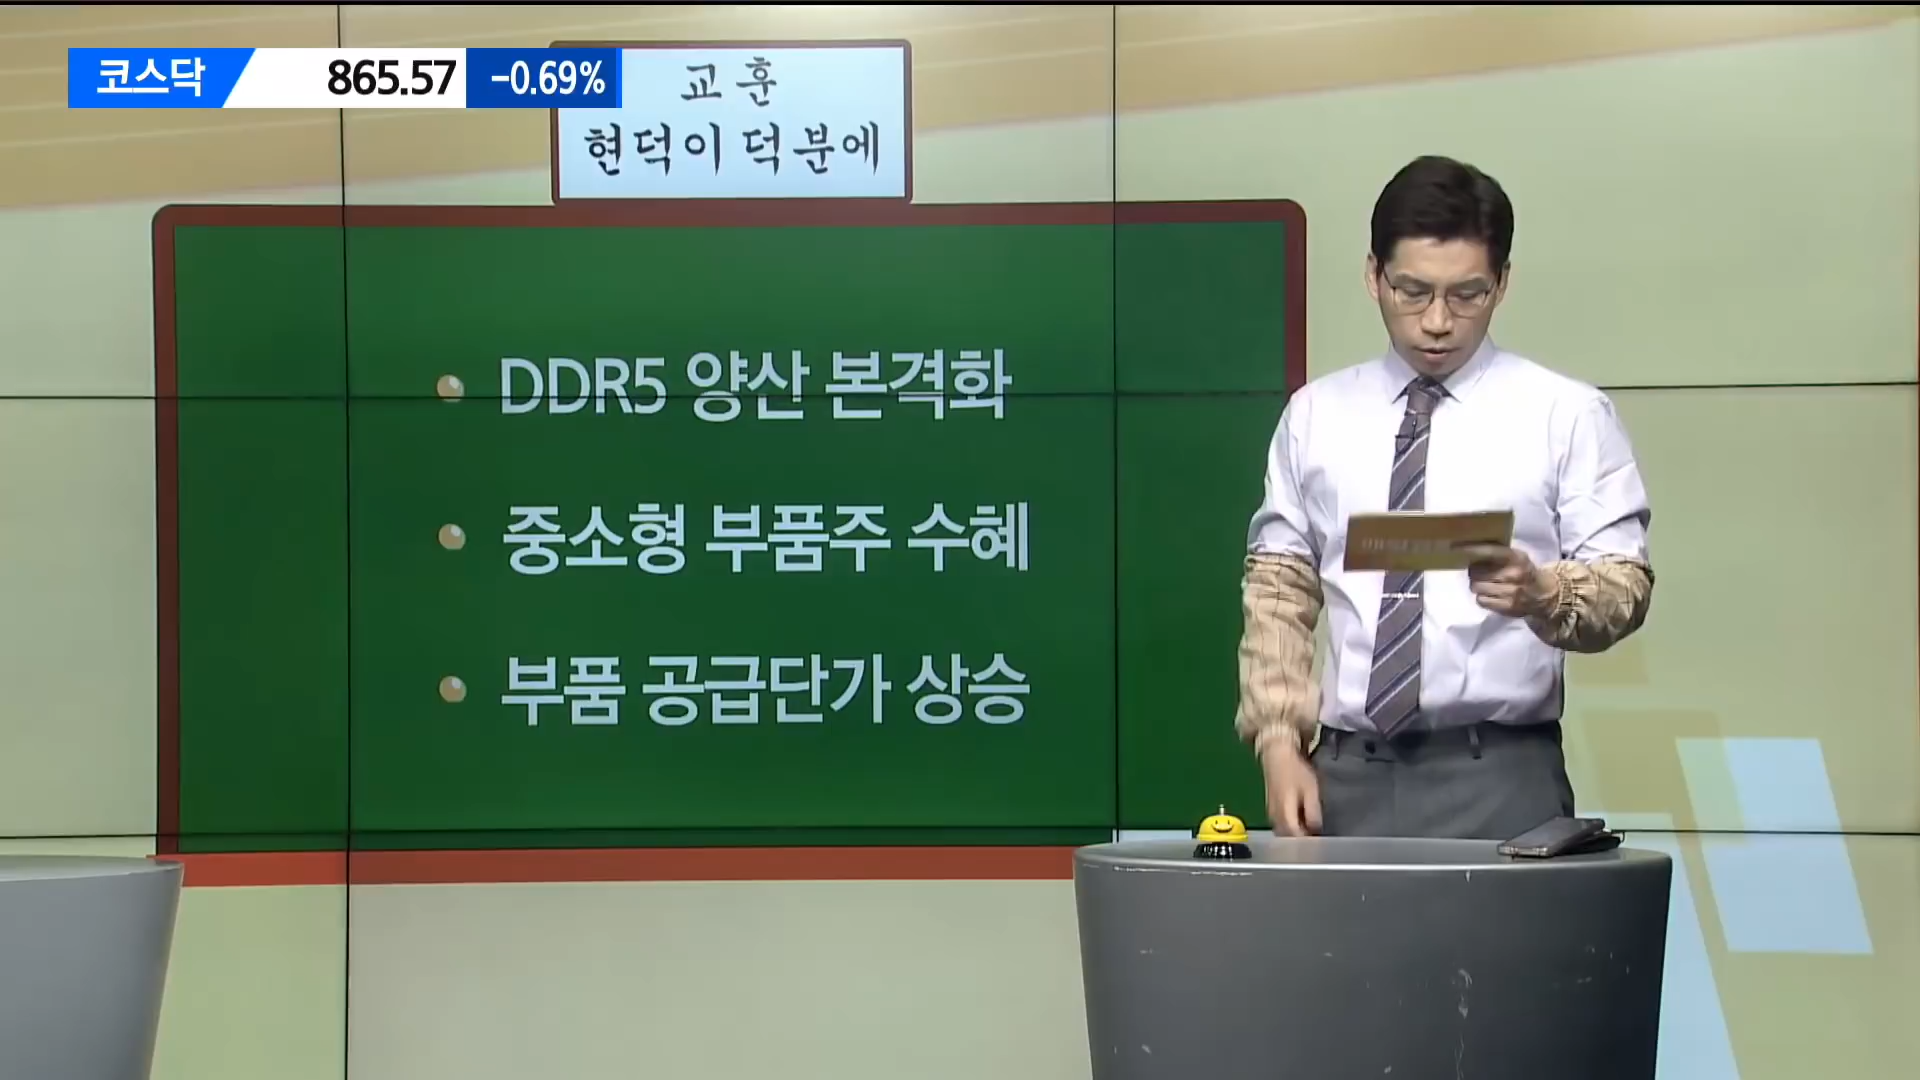 코스닥 865.57 -0.69%
교훈
현덕이 덕분에
DDR5 양산 본격화
중소형 부품주 수혜
부품 공급단가 상승